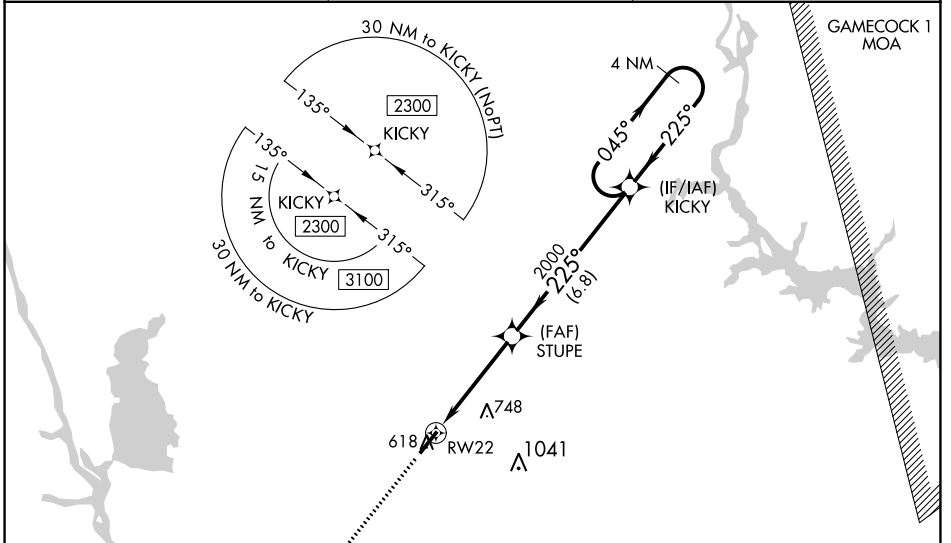 GAMECOCK 1
MOA
30 NM to KICKY (NoPT)
135°
2300
KICKY
315°
135°
KICKY
2300
315°
15 NM to KICKY
3100
30 NM to KICKY
4 NM
045°
225°
(IF/IAF)
KICKY
2000
225°
(6.8)
(FAF)
STUPE
748
618
RW22
1041